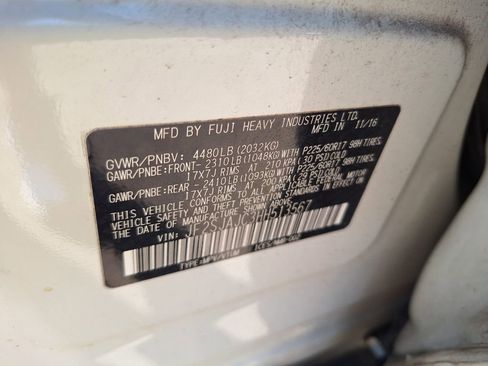 MFD BY FUJI HEAVY INDUSTRIES LTD.
MFD IN 11/16
GVWR/PNBV: 4480LB (2032KG)
GAWR/PNBE:FRONT- 2310LB(1048KG)WITH P225/60R17 98H TIRES,
17X7J RIMS AT 210 KPA(30 PSI)COLD
GAWR/PNBE:REAR - 2410LB(1093KG)WITH P225/60R17 98H TIRES,
17X7J RIMS AT 200 KPA(29 PSI)COLD
THIS VEHICLE CONFORMS TO ALL APPLICABLE FEDERAL MOTOR
VEHICLE SAFETY AND BUMPER STANDARDS IN EFFECT ON THE
DATE OF MANUFACTURE SHOWN ABOVE.
VIN:
TYPE:MPV/VTUM